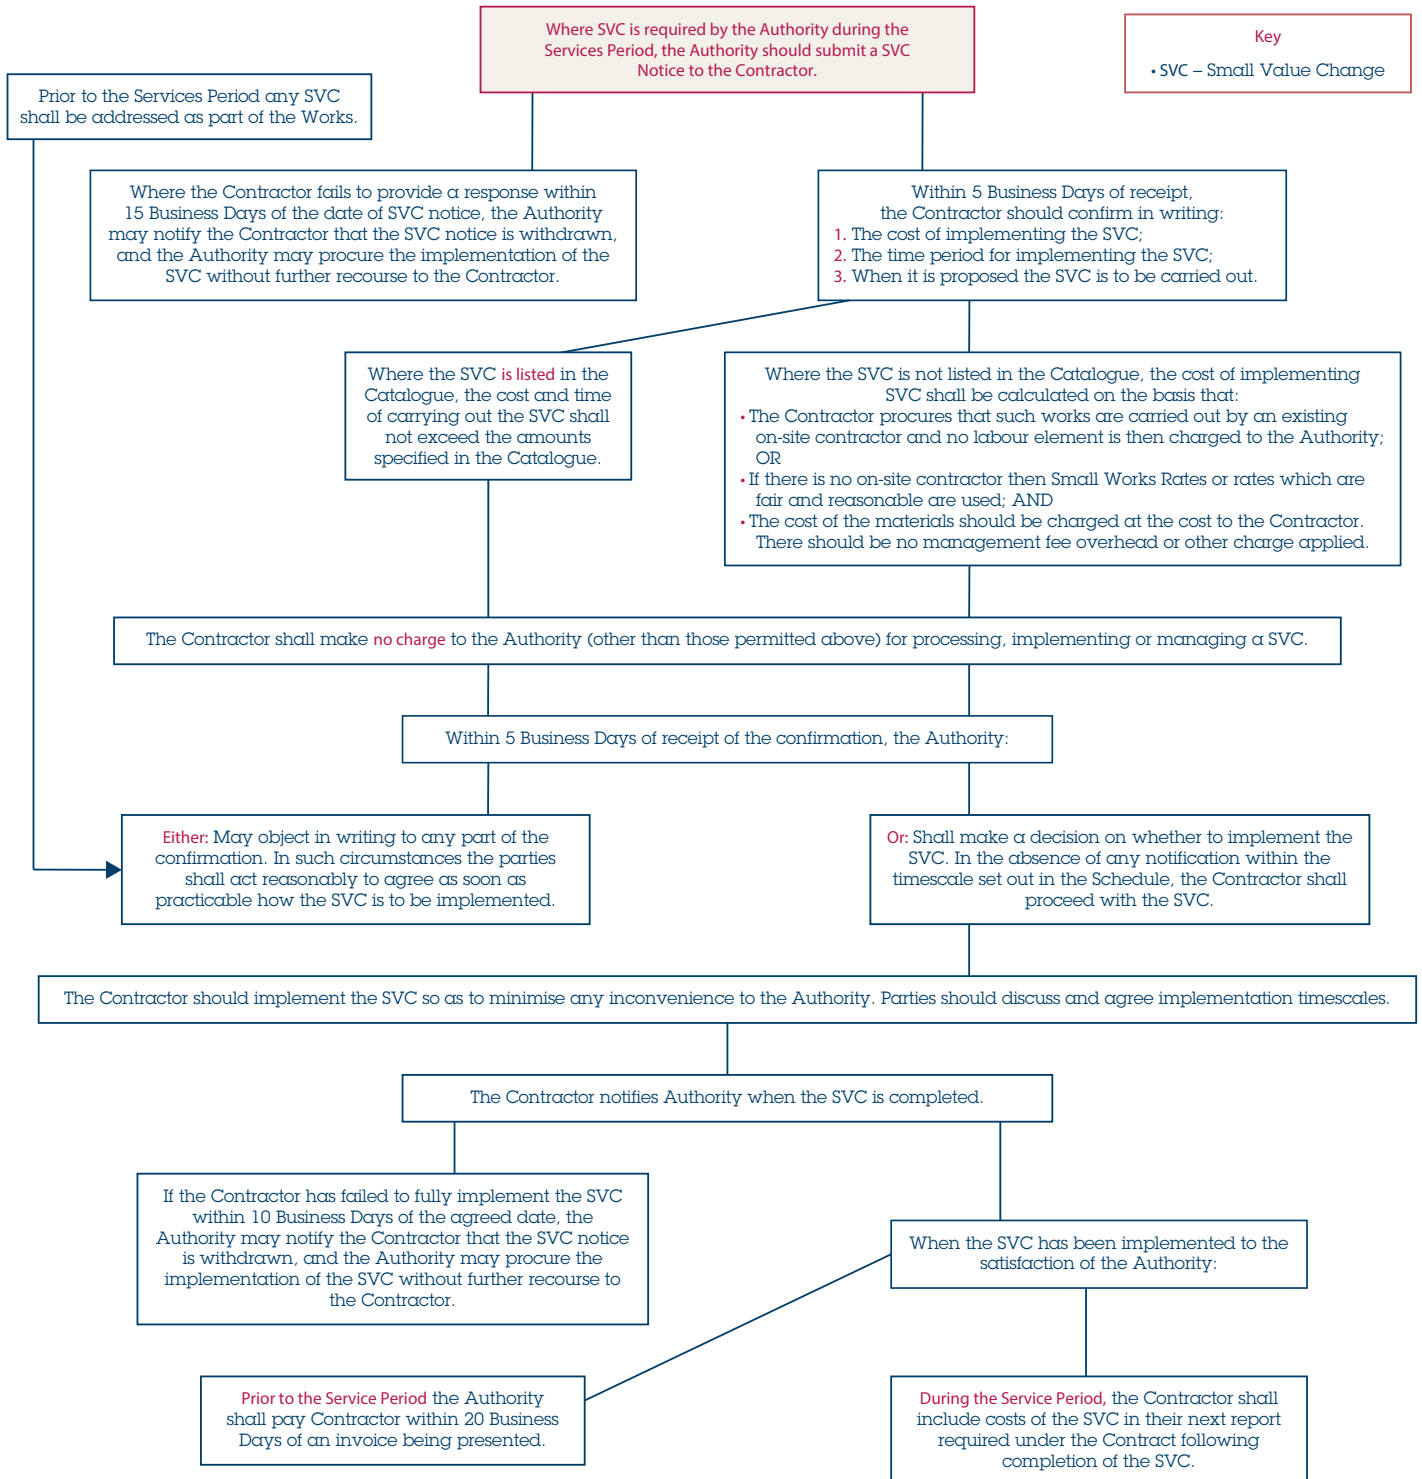 Where SVC is required by the Authority during the
Services Period, the Authority should submit a SVC
Notice to the Contractor.
Key
• SVC – Small Value Change
Prior to the Services Period any SVC
shall be addressed as part of the Works.
Where the Contractor fails to provide a response within
15 Business Days of the date of SVC notice, the Authority
may notify the Contractor that the SVC notice is withdrawn,
and the Authority may procure the implementation of the
SVC without further recourse to the Contractor.
Within 5 Business Days of receipt,
the Contractor should confirm in writing:
1. The cost of implementing the SVC;
2. The time period for implementing the SVC;
3. When it is proposed the SVC is to be carried out.
Where the SVC is listed in the
Catalogue, the cost and time
of carrying out the SVC shall
not exceed the amounts
specified in the Catalogue.
Where the SVC is not listed in the Catalogue, the cost of implementing
SVC shall be calculated on the basis that:
• The Contractor procures that such works are carried out by an existing
on-site contractor and no labour element is then charged to the Authority;
OR
• If there is no on-site contractor then Small Works Rates or rates which are
fair and reasonable are used; AND
• The cost of the materials should be charged at the cost to the Contractor.
There should be no management fee overhead or other charge applied.
The Contractor shall make no charge to the Authority (other than those permitted above) for processing, implementing or managing a SVC.
Within 5 Business Days of receipt of the confirmation, the Authority:
Either: May object in writing to any part of the
confirmation. In such circumstances the parties
shall act reasonably to agree as soon as
practicable how the SVC is to be implemented.
Or: Shall make a decision on whether to implement the
SVC. In the absence of any notification within the
timescale set out in the Schedule, the Contractor shall
proceed with the SVC.
The Contractor should implement the SVC so as to minimise any inconvenience to the Authority. Parties should discuss and agree implementation timescales.
The Contractor notifies Authority when the SVC is completed.
If the Contractor has failed to fully implement the SVC
within 10 Business Days of the agreed date, the
Authority may notify the Contractor that the SVC notice
is withdrawn, and the Authority may procure the
implementation of the SVC without further recourse to
the Contractor.
When the SVC has been implemented to the
satisfaction of the Authority:
Prior to the Service Period the Authority
shall pay Contractor within 20 Business
Days of an invoice being presented.
During the Service Period, the Contractor shall
include costs of the SVC in their next report
required under the Contract following
completion of the SVC.